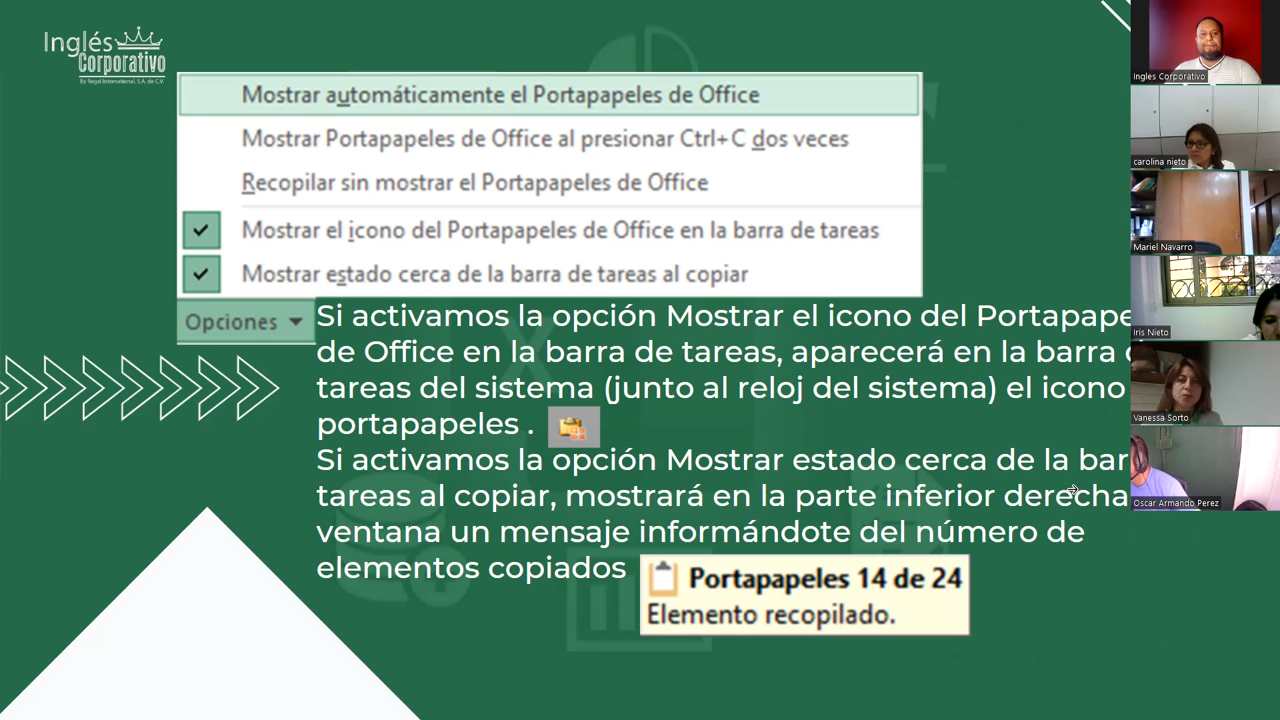 Inglés
Corporativo
By Regal International, S.A. de C.V.
Mostrar automáticamente el Portapapeles de Office
Mostrar Portapapeles de Office al presionar Ctrl+C dos veces
Recopilar sin mostrar el Portapapeles de Office
Mostrar el icono del Portapapeles de Office en la barra de tareas
Mostrar estado cerca de la barra de tareas al copiar
Opciones
Si activamos la opción Mostrar el icono del Portapape
de Office en la barra de tareas, aparecerá en la barra
tareas del sistema (junto al reloj del sistema) el icono
portapapeles .
Si activamos la opción Mostrar estado cerca de la bar
tareas al copiar, mostrará en la parte inferior derecha
ventana un mensaje informándote del número de
elementos copiados
Portapapeles 14 de 24
Elemento recopilado.
Ingles Corporativo
carolina nieto
Mariel Navarro
Iris Nieto
Vanessa Sorto
Oscar Armando Perez